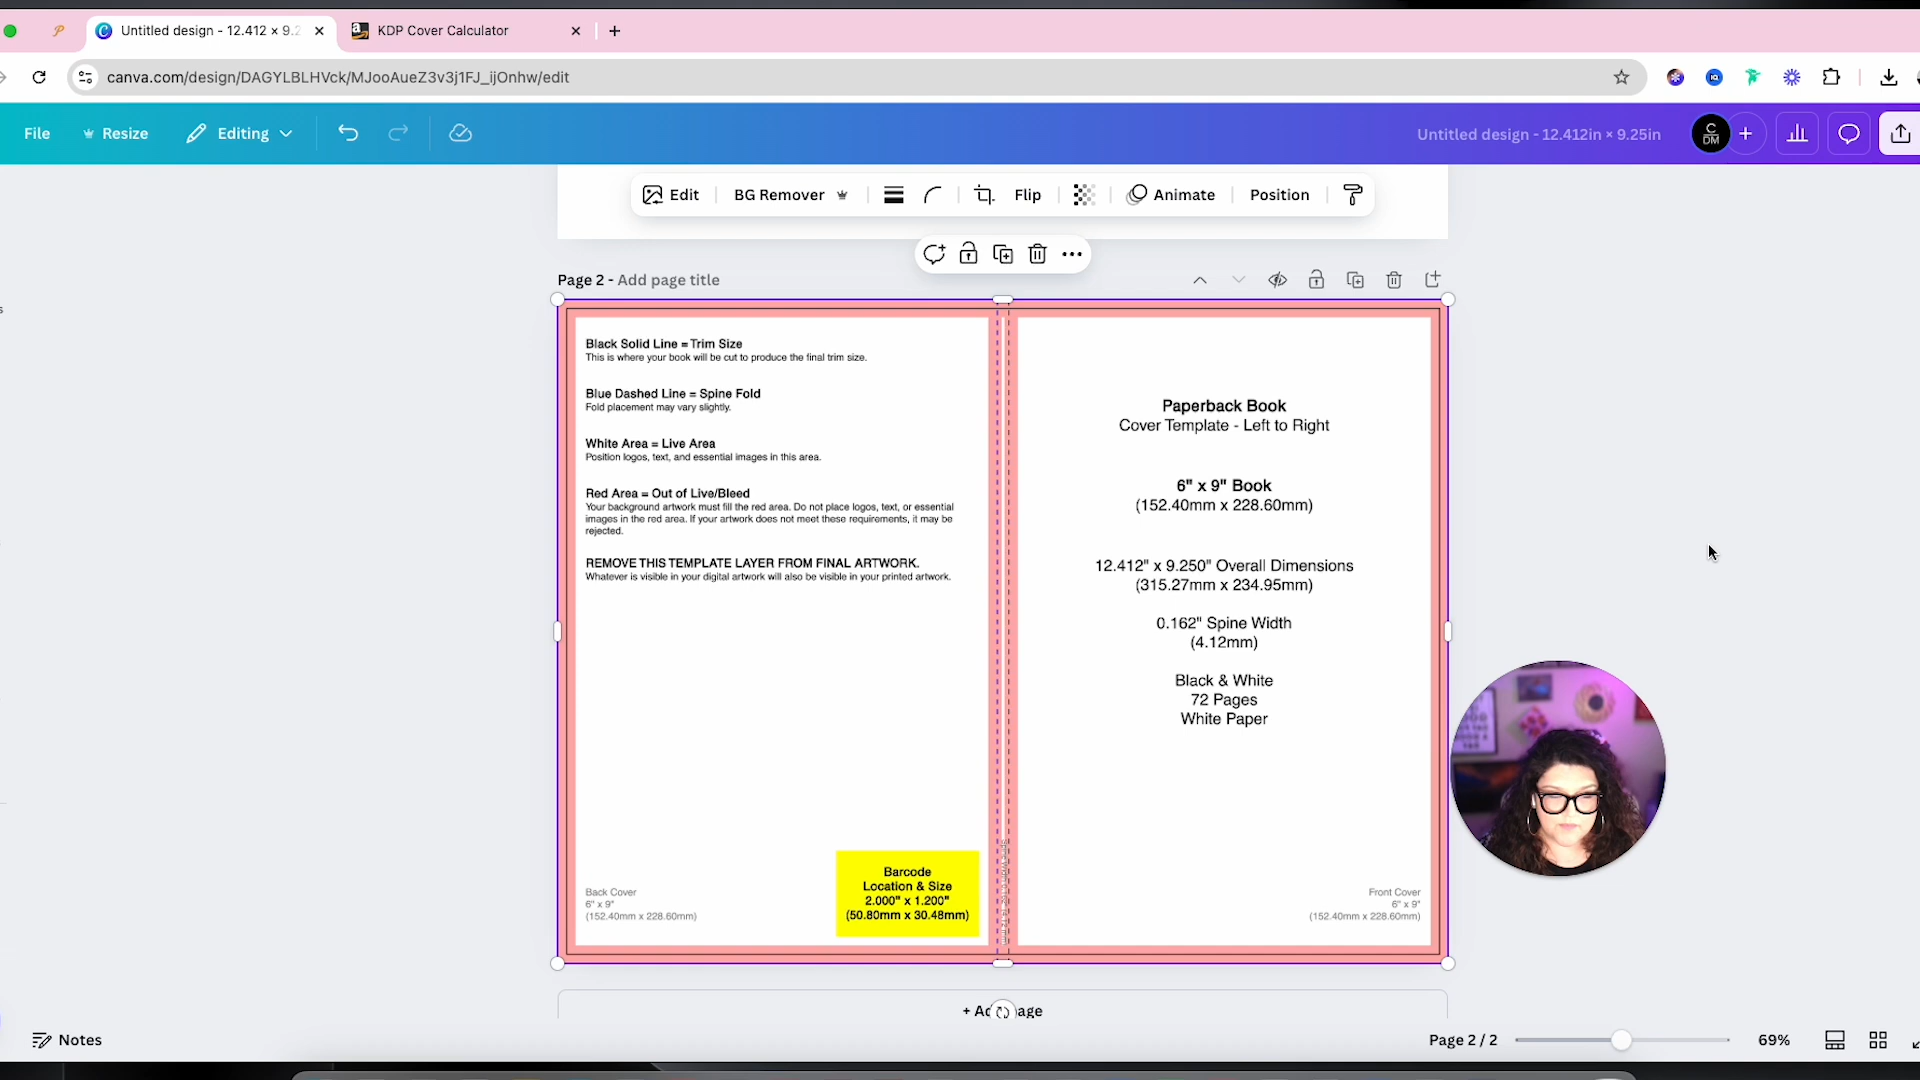 Untitled design - 12.412 × 9.2
KDP Cover Calculator
canva.com/design/DAGYLBLHVck/MJooAueZ3v3j1FJ_ijOnhw/edit
File
Resize
Editing
Untitled design - 12.412in × 9.25in
C
DM
Edit
BG Remover
Flip
Animate
Position
Page 2 - Add page title
Black Solid Line = Trim Size
This is where your book will be cut to produce the final trim size.
Blue Dashed Line = Spine Fold
Fold placement may vary slightly.
White Area = Live Area
Position logos, text, and essential images in this area.
Red Area = Out of Live/Bleed
Your background artwork must fill the red area. Do not place logos, text, or essential
images in the red area. If your artwork does not meet these requirements, it may be
rejected.
REMOVE THIS TEMPLATE LAYER FROM FINAL ARTWORK.
Whatever is visible in your digital artwork will also be visible in your printed artwork.
Back Cover
6" x 9"
(152.40mm x 228.60mm)
Barcode
Location & Size
2.000" x 1.200"
(50.80mm x 30.48mm)
Paperback Book
Cover Template - Left to Right
6" x 9" Book
(152.40mm x 228.60mm)
12.412" x 9.250" Overall Dimensions
(315.27mm x 234.95mm)
0.162" Spine Width
(4.12mm)
Black & White
72 Pages
White Paper
Front Cover
6" x 9"
(152.40mm x 228.60mm)
Notes
Page 2 / 2
69%